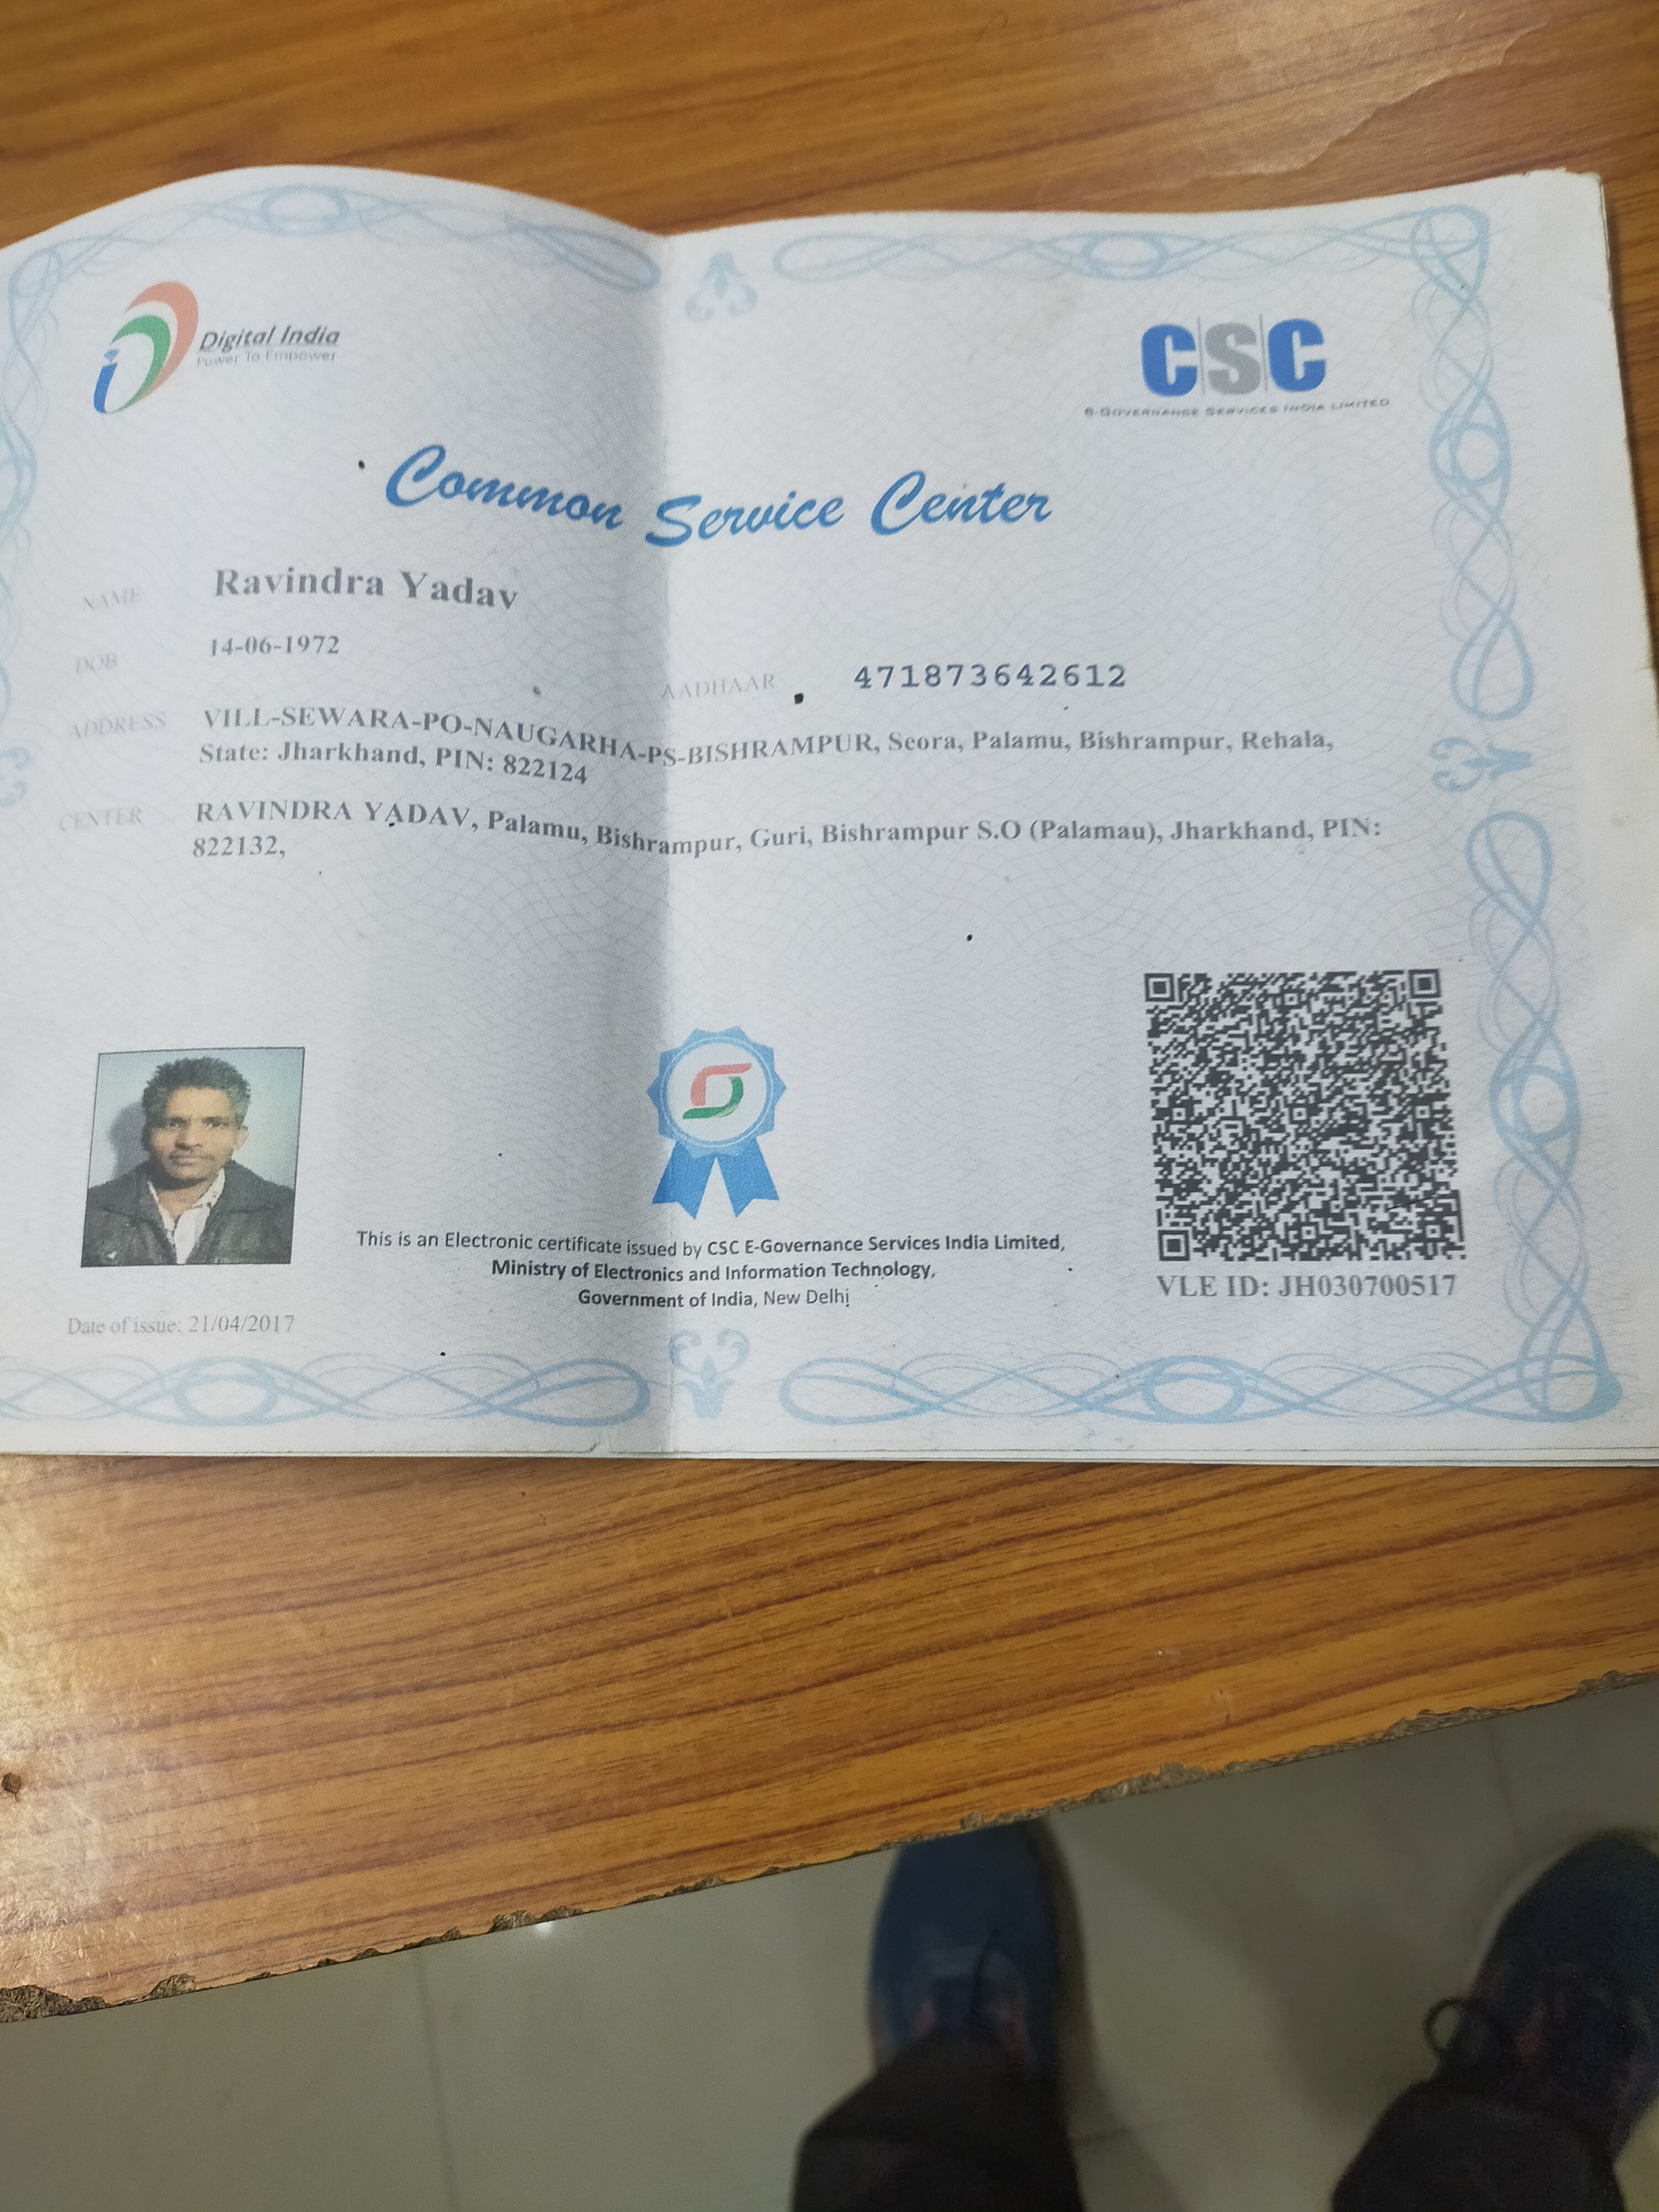 Digital India
Power To Empower
CSC
E-GOVERNANCE SERVICES INDIA LIMITED
Common Service Center
NAME Ravindra Yadav
DOB 14-06-1972
AADHAAR 471873642612
ADDRESS VILL-SEWARA-PO-NAUGARHA-PS-BISHRAMPUR, Seora, Palamu, Bishrampur, Rehala,
State: Jharkhand, PIN: 822124
CENTER RAVINDRA YADAV, Palamu, Bishrampur, Guri, Bishrampur S.O (Palamau), Jharkhand, PIN:
822132,
This is an Electronic certificate issued by CSC E-Governance Services India Limited,
Ministry of Electronics and Information Technology,
Government of India, New Delhi
VLE ID: JH030700517
Date of issue: 21/04/2017